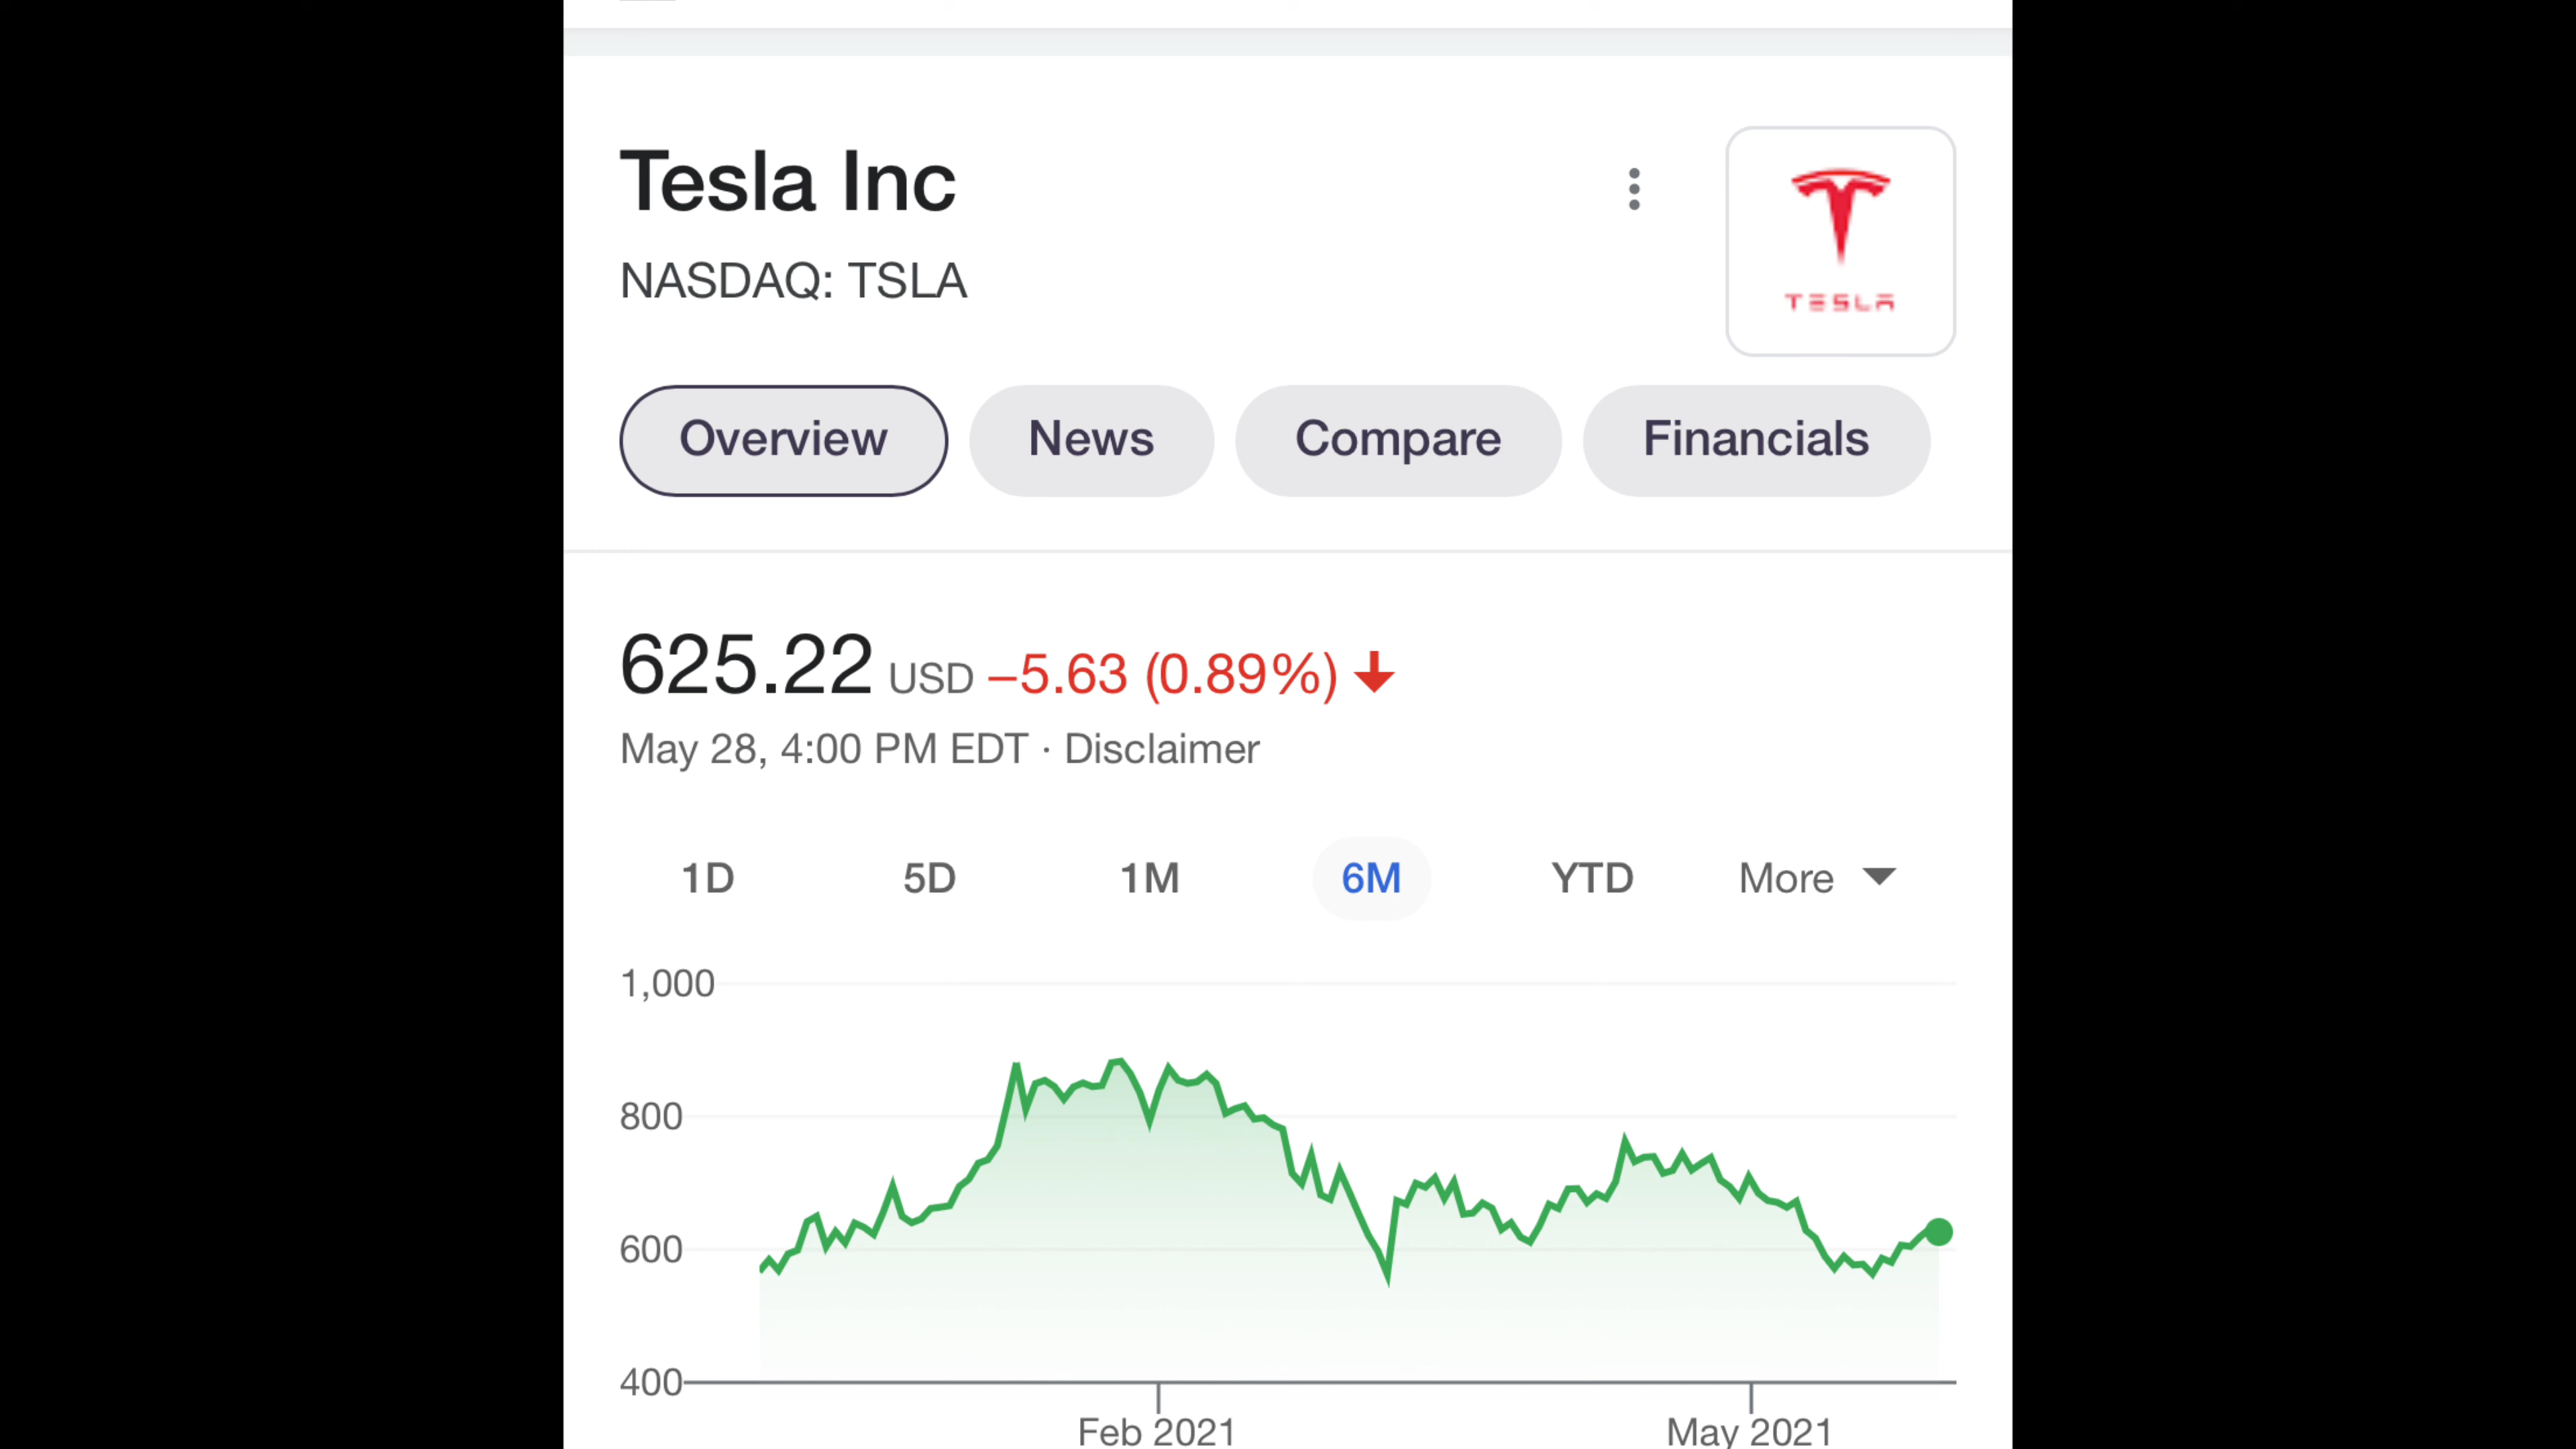 Tesla Inc
NASDAQ: TSLA
TESLA
Overview News Compare Financials
625.22 USD −5.63 (0.89%)
May 28, 4:00 PM EDT · Disclaimer
1D 5D 1M 6M YTD More
1,000
800
600
400
Feb 2021 May 2021